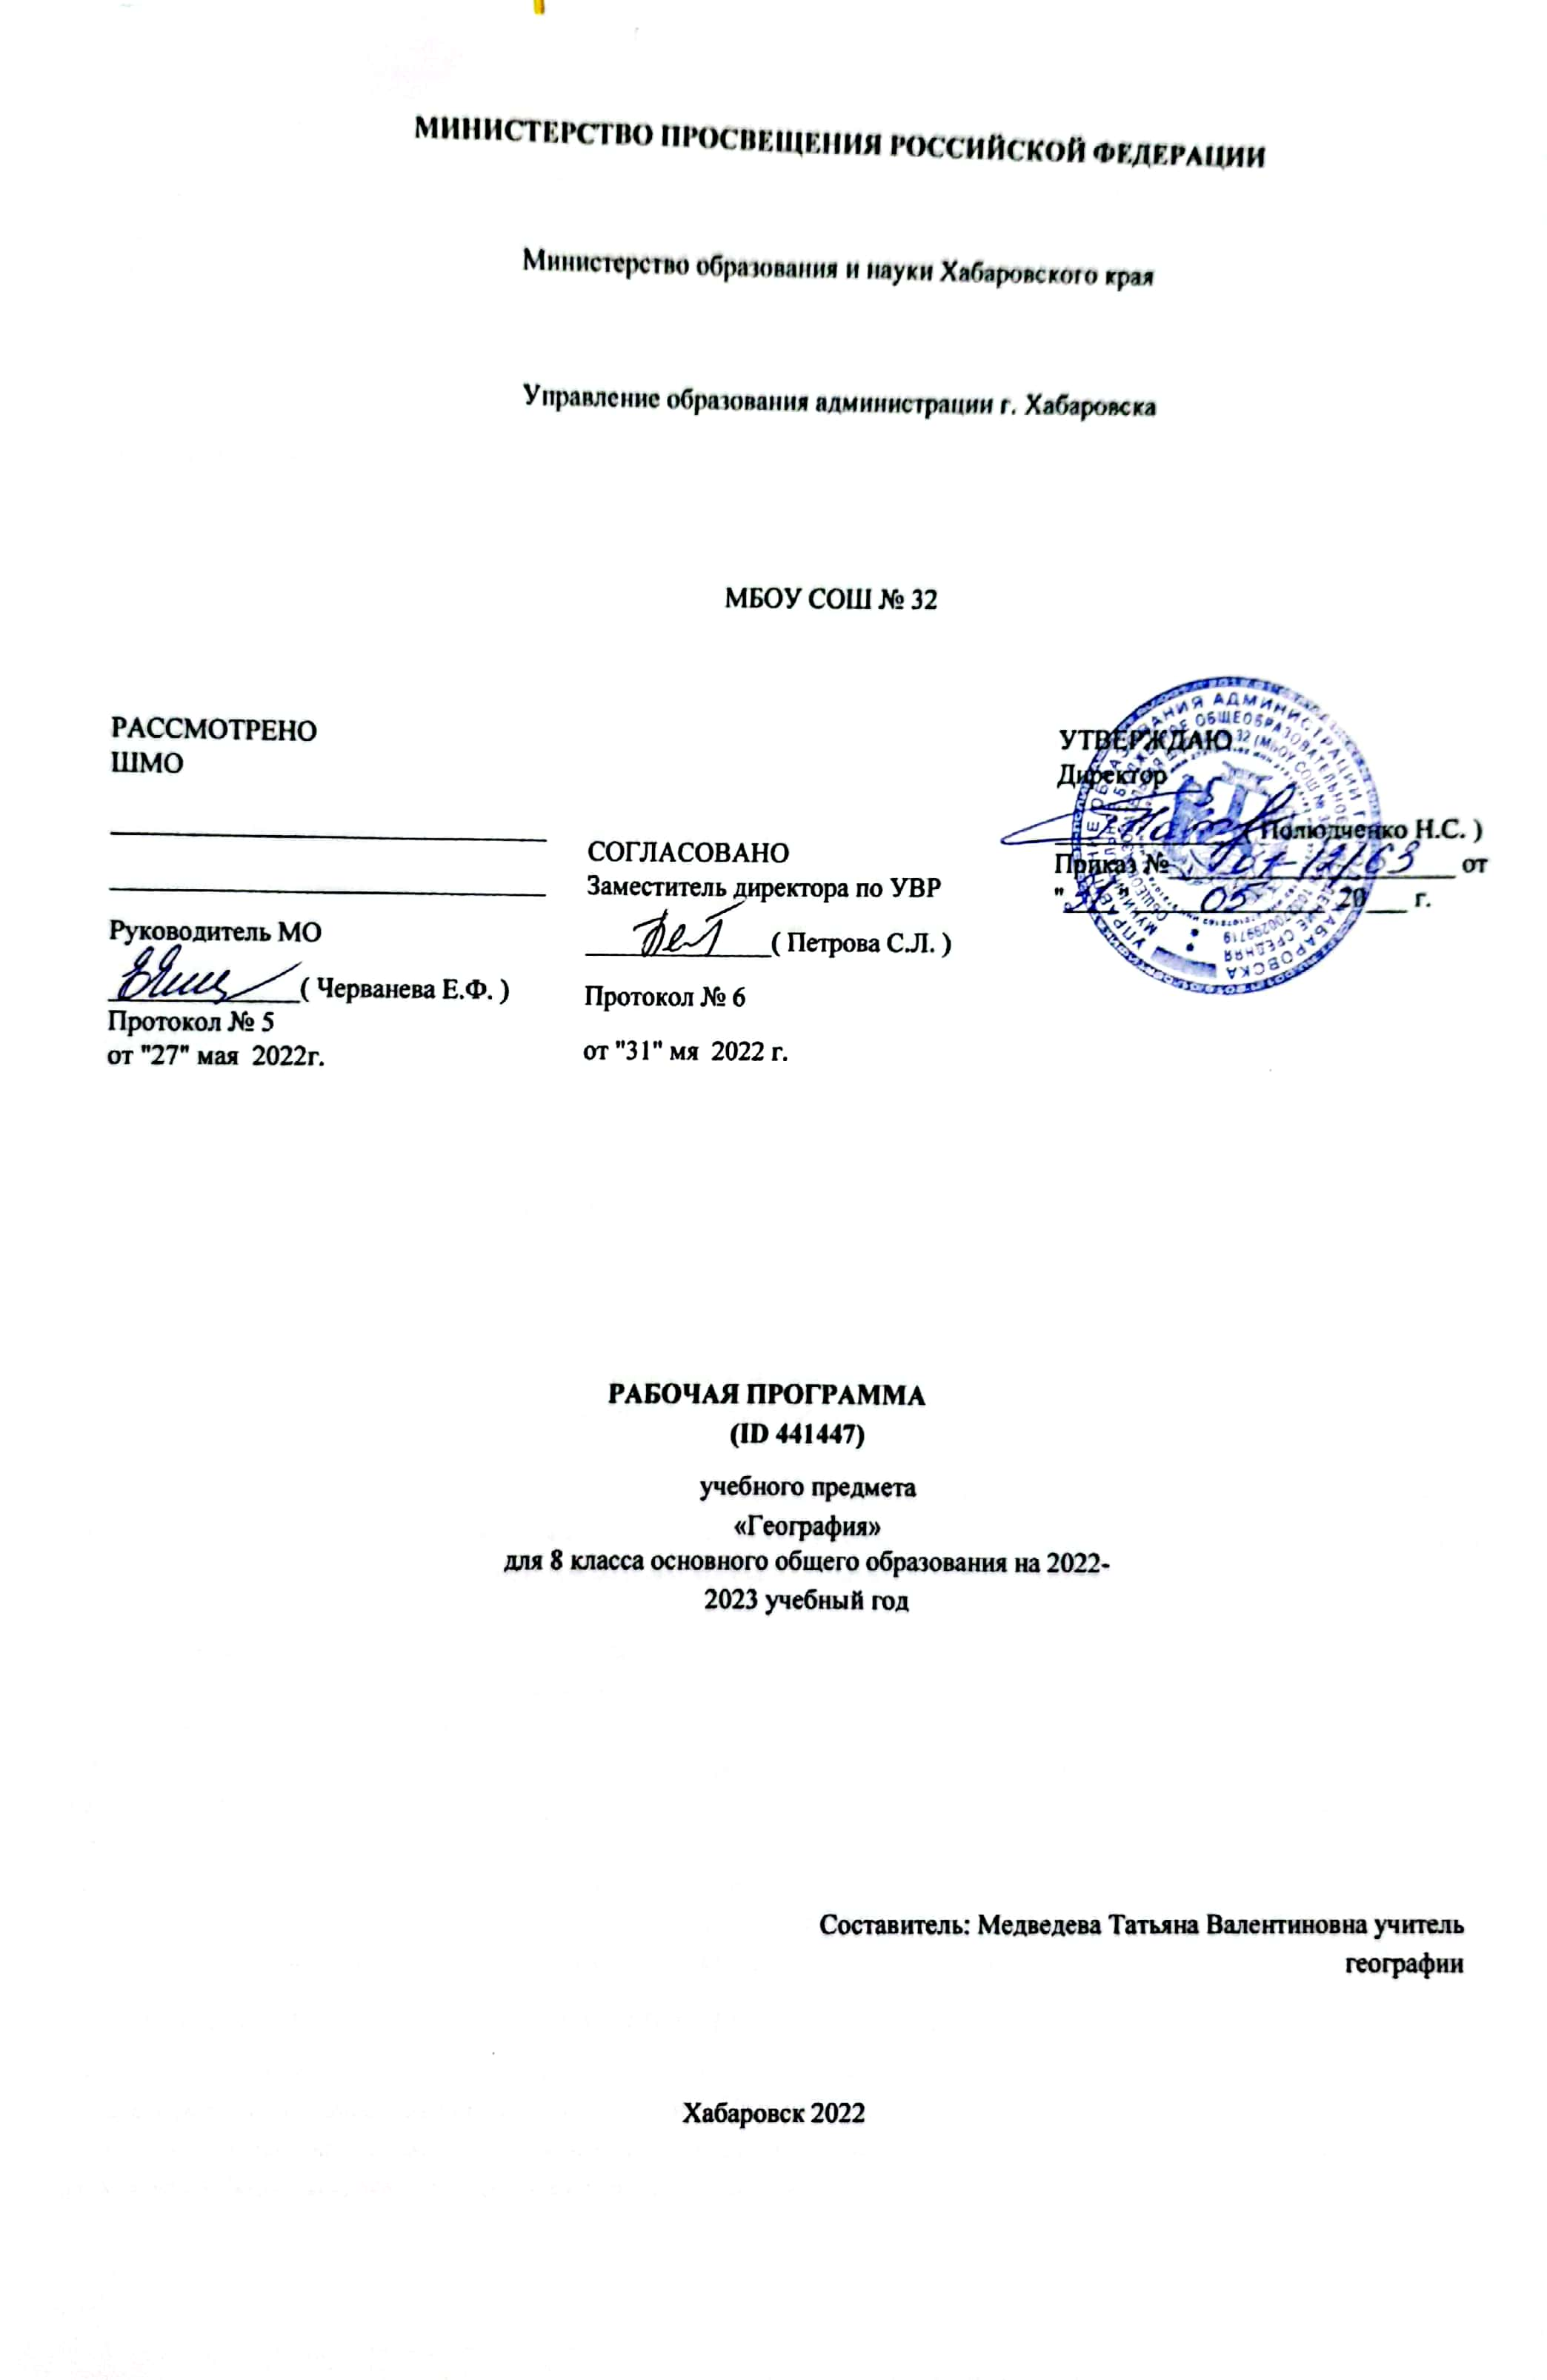 МИНИСТЕРСТВО ПРОСВЕЩЕНИЯ РОССИЙСКОЙ ФЕДЕРАЦИИ
Министерство образования и науки Хабаровского края
Управление образования администрации г. Хабаровска
МБОУ СОШ № 32
РАССМОТРЕНО
ШМО
Руководитель МО
( Черванева Е.Ф. )
Протокол № 5
от "27" мая 2022г.
СОГЛАСОВАНО
Заместитель директора по УВР
( Петрова С.Л. )
Протокол № 6
от "31" мя 2022 г.
УТВЕРЖДАЮ
Директор
( Полюдченко Н.С. )
Приказ № от
"31" 05 20 г.
РАБОЧАЯ ПРОГРАММА
(ID 441447)
учебного предмета
«География»
для 8 класса основного общего образования на 2022-
2023 учебный год
Составитель: Медведева Татьяна Валентиновна учитель
географии
Хабаровск 2022